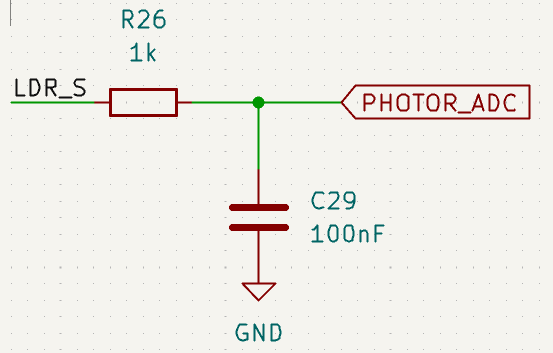 R26
1k
LDR_S
PHOTOR_ADC
C29
100nF
GND